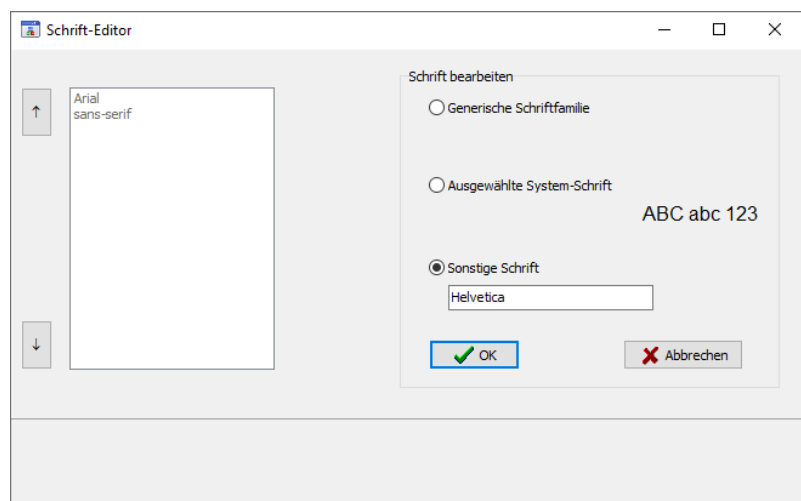 Schrift-Editor
Arial
sans-serif
↑
↓
Schrift bearbeiten
Generische Schriftfamilie
Ausgewählte System-Schrift
ABC abc 123
Sonstige Schrift
Helvetica
OK
Abbrechen